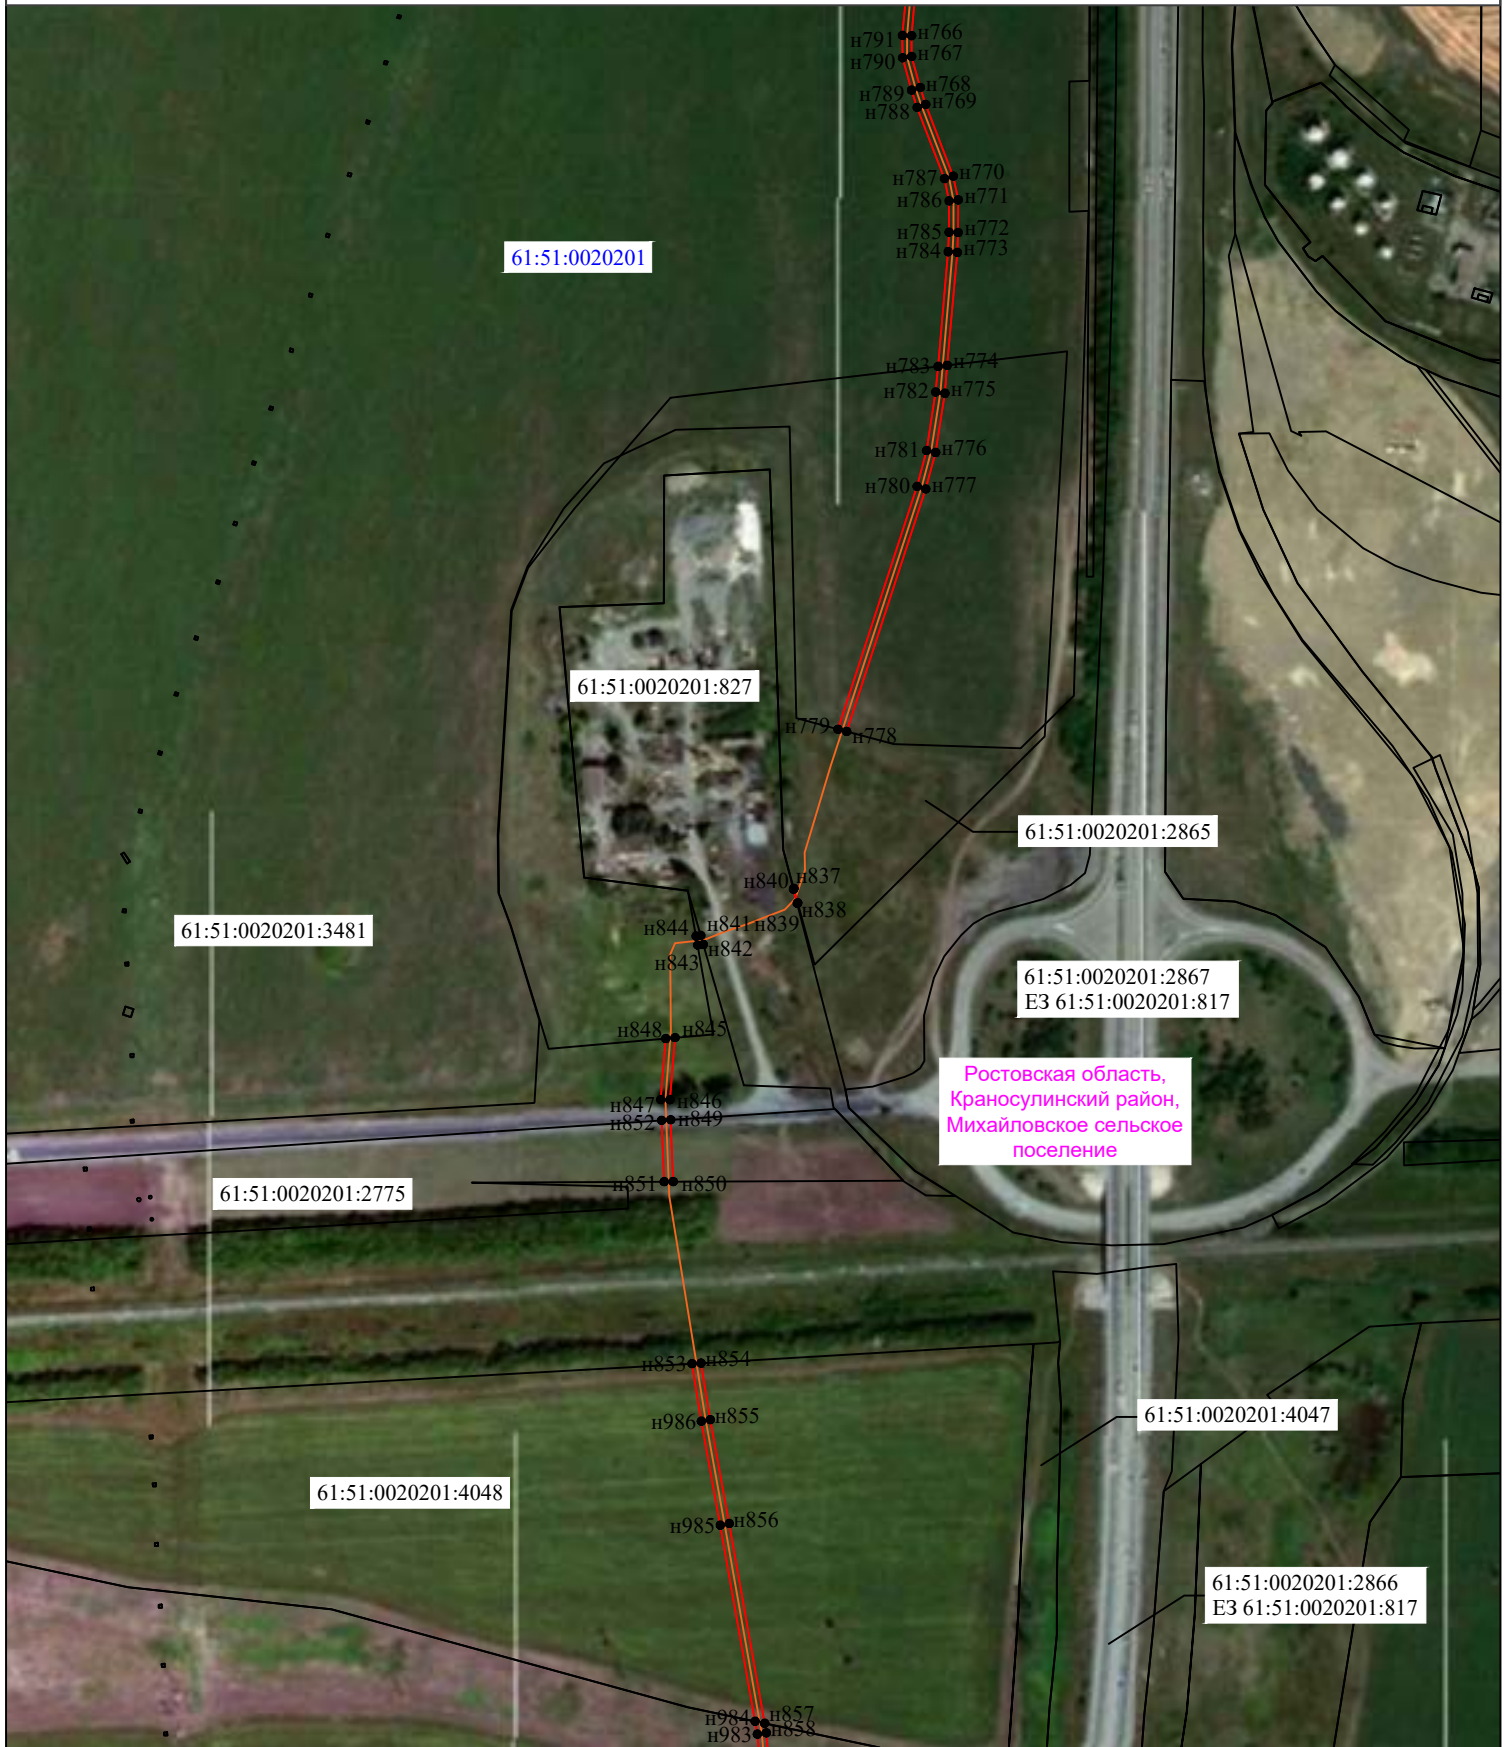 н791 н766
н790 н767
н789 н768
н788 н769
н787 н770
н786 н771
н785 н772
н784 н773
61:51:0020201
н783 н774
н782 н775
н781 н776
н780 н777
61:51:0020201:827
н779 н778
61:51:0020201:2865
н840 н837
н838
н844 н841 н839
н843 н842
61:51:0020201:3481
61:51:0020201:2867
ЕЗ 61:51:0020201:817
н848 н845
Ростовская область,
Краносулинский район,
Михайловское сельское
поселение
н847 н846
н852 н849
н851 н850
61:51:0020201:2775
н853 н854
н986 н855
61:51:0020201:4047
61:51:0020201:4048
н985 н856
61:51:0020201:2866
ЕЗ 61:51:0020201:817
н984 н857
н983 н858